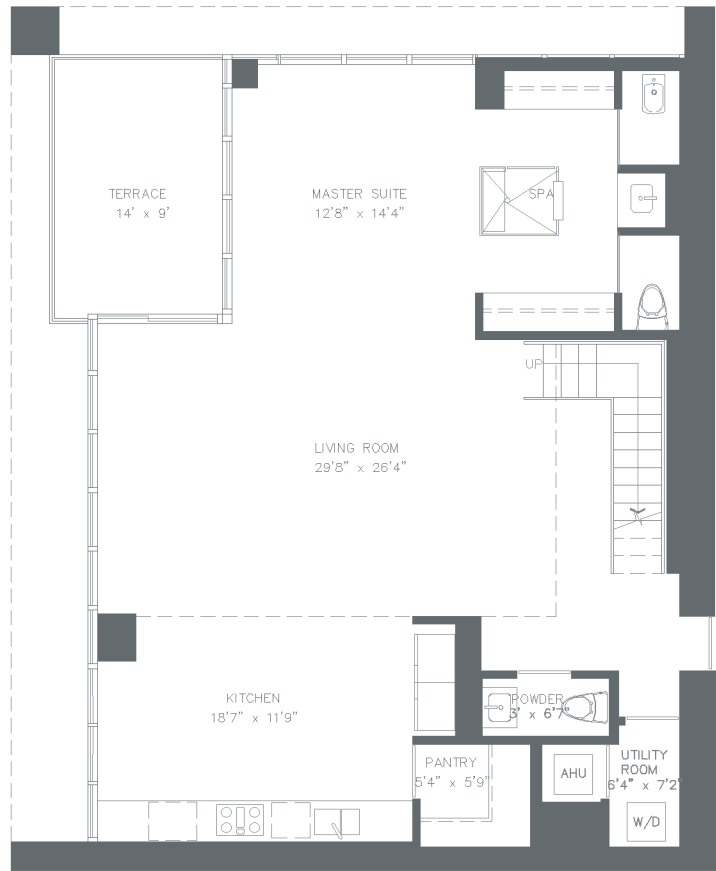 TERRACE
14' x 9'
MASTER SUITE
12'8" x 14'4"
SPA
UP
LIVING ROOM
29'8" x 26'4"
KITCHEN
18'7" x 11'9"
POWDER
3' x 6'7"
PANTRY
5'4" x 5'9"
AHU
UTILITY
ROOM
6'4" x 7'2"
W/D